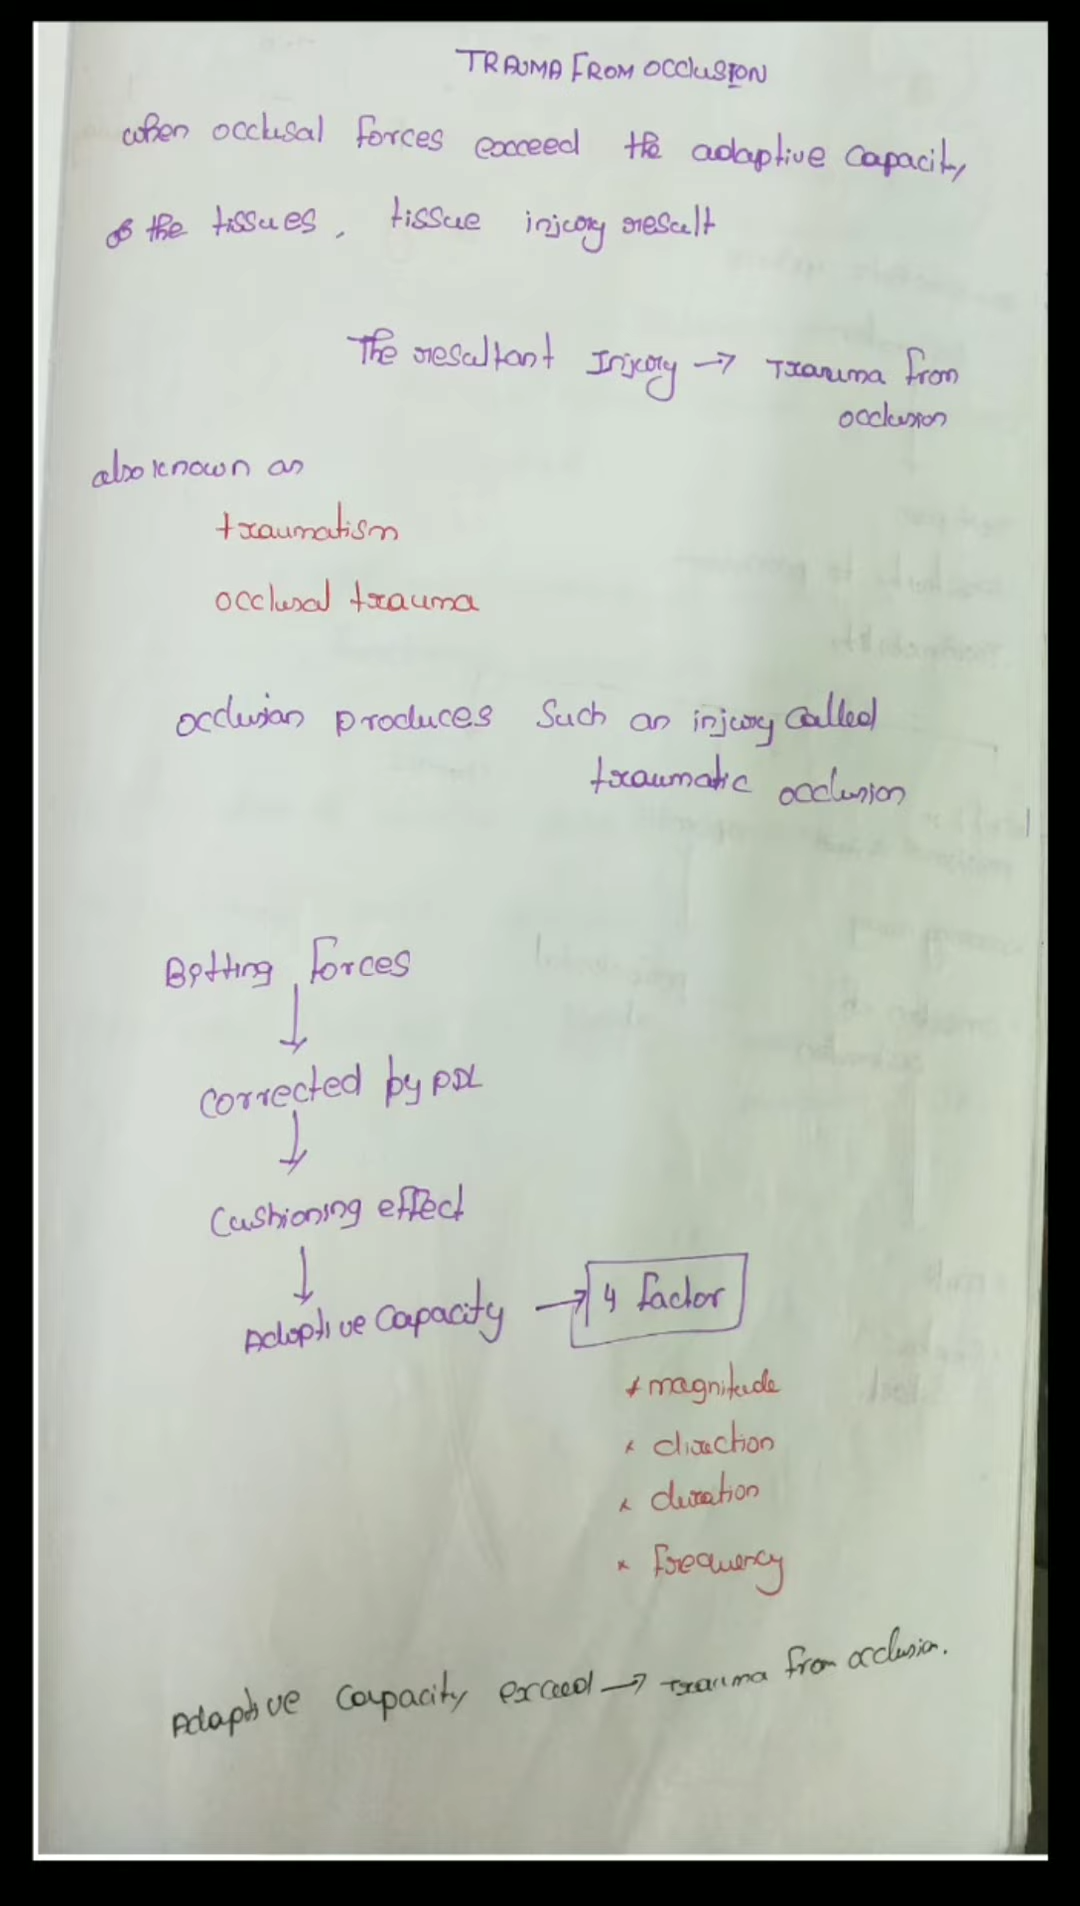 TRAUMA FROM OCCLUSION
when occlusal forces exceed the adaptive capacity
of the tissues, tissue injury result
The resultant Injury → Trauma from
occlusion
also known as
traumatism
occlusal trauma
occlusion produces Such an injury called
traumatic occlusion
Bitting forces
↓
Corrected by PDL
↓
Cushioning effect
↓
Adaptive Capacity → 4 factor
* magnitude
* direction
* duration
* frequency
Adaptive Capacity exceed → Trauma from occlusion.